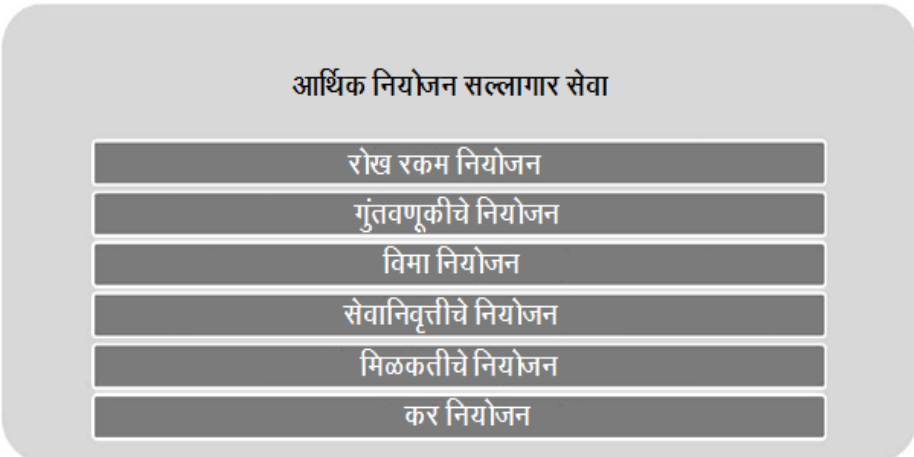 आर्थिक नियोजन सल्लागार सेवा
रोख रकम नियोजन
गुंतवणूकीचे नियोजन
विमा नियोजन
सेवानिवृत्तीचे नियोजन
मिळकतीचे नियोजन
कर नियोजन